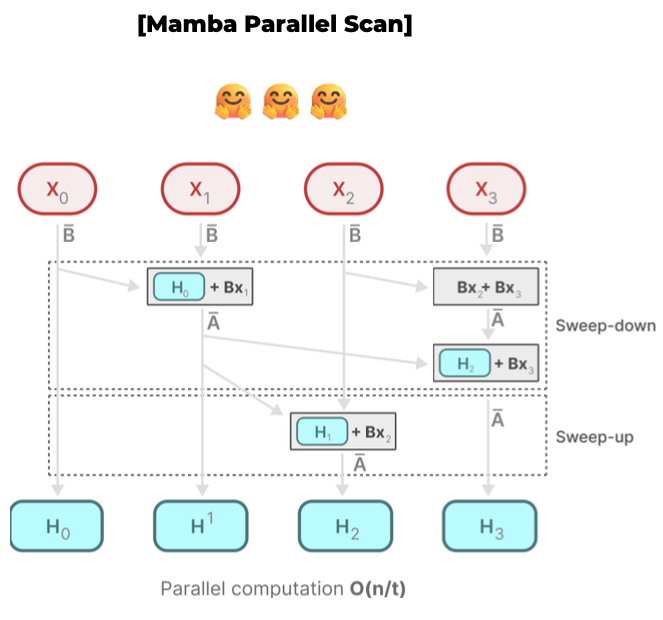 [Mamba Parallel Scan]
X₀ X₁ X₂ X₃
B̅ B̅ B̅ B̅
H₀ + Bx₁ Bx₂+ Bx₃
A̅ A̅
Sweep-down
H₂ + Bx₃
A̅
H₁ + Bx₂
Sweep-up
A̅
H₀ H¹ H₂ H₃
Parallel computation O(n/t)